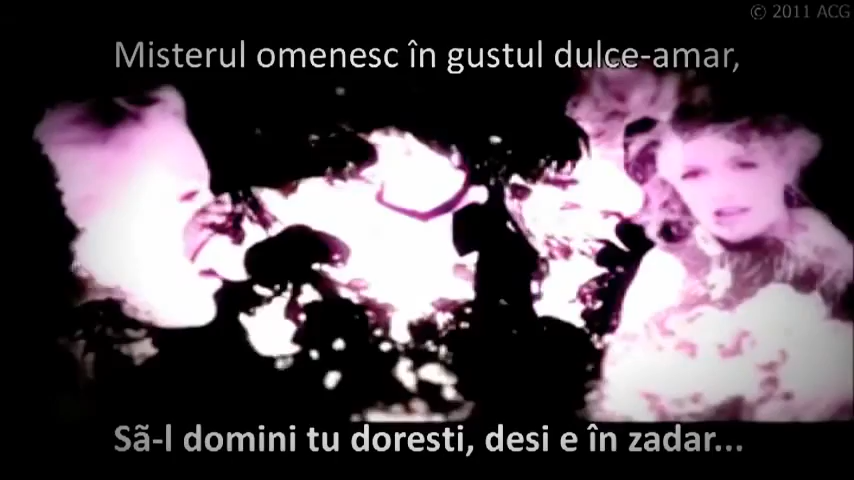 © 2011 ACG
Misterul omenesc în gustul dulce-amar,
Sã-l domini tu doresti, desi e în zadar...